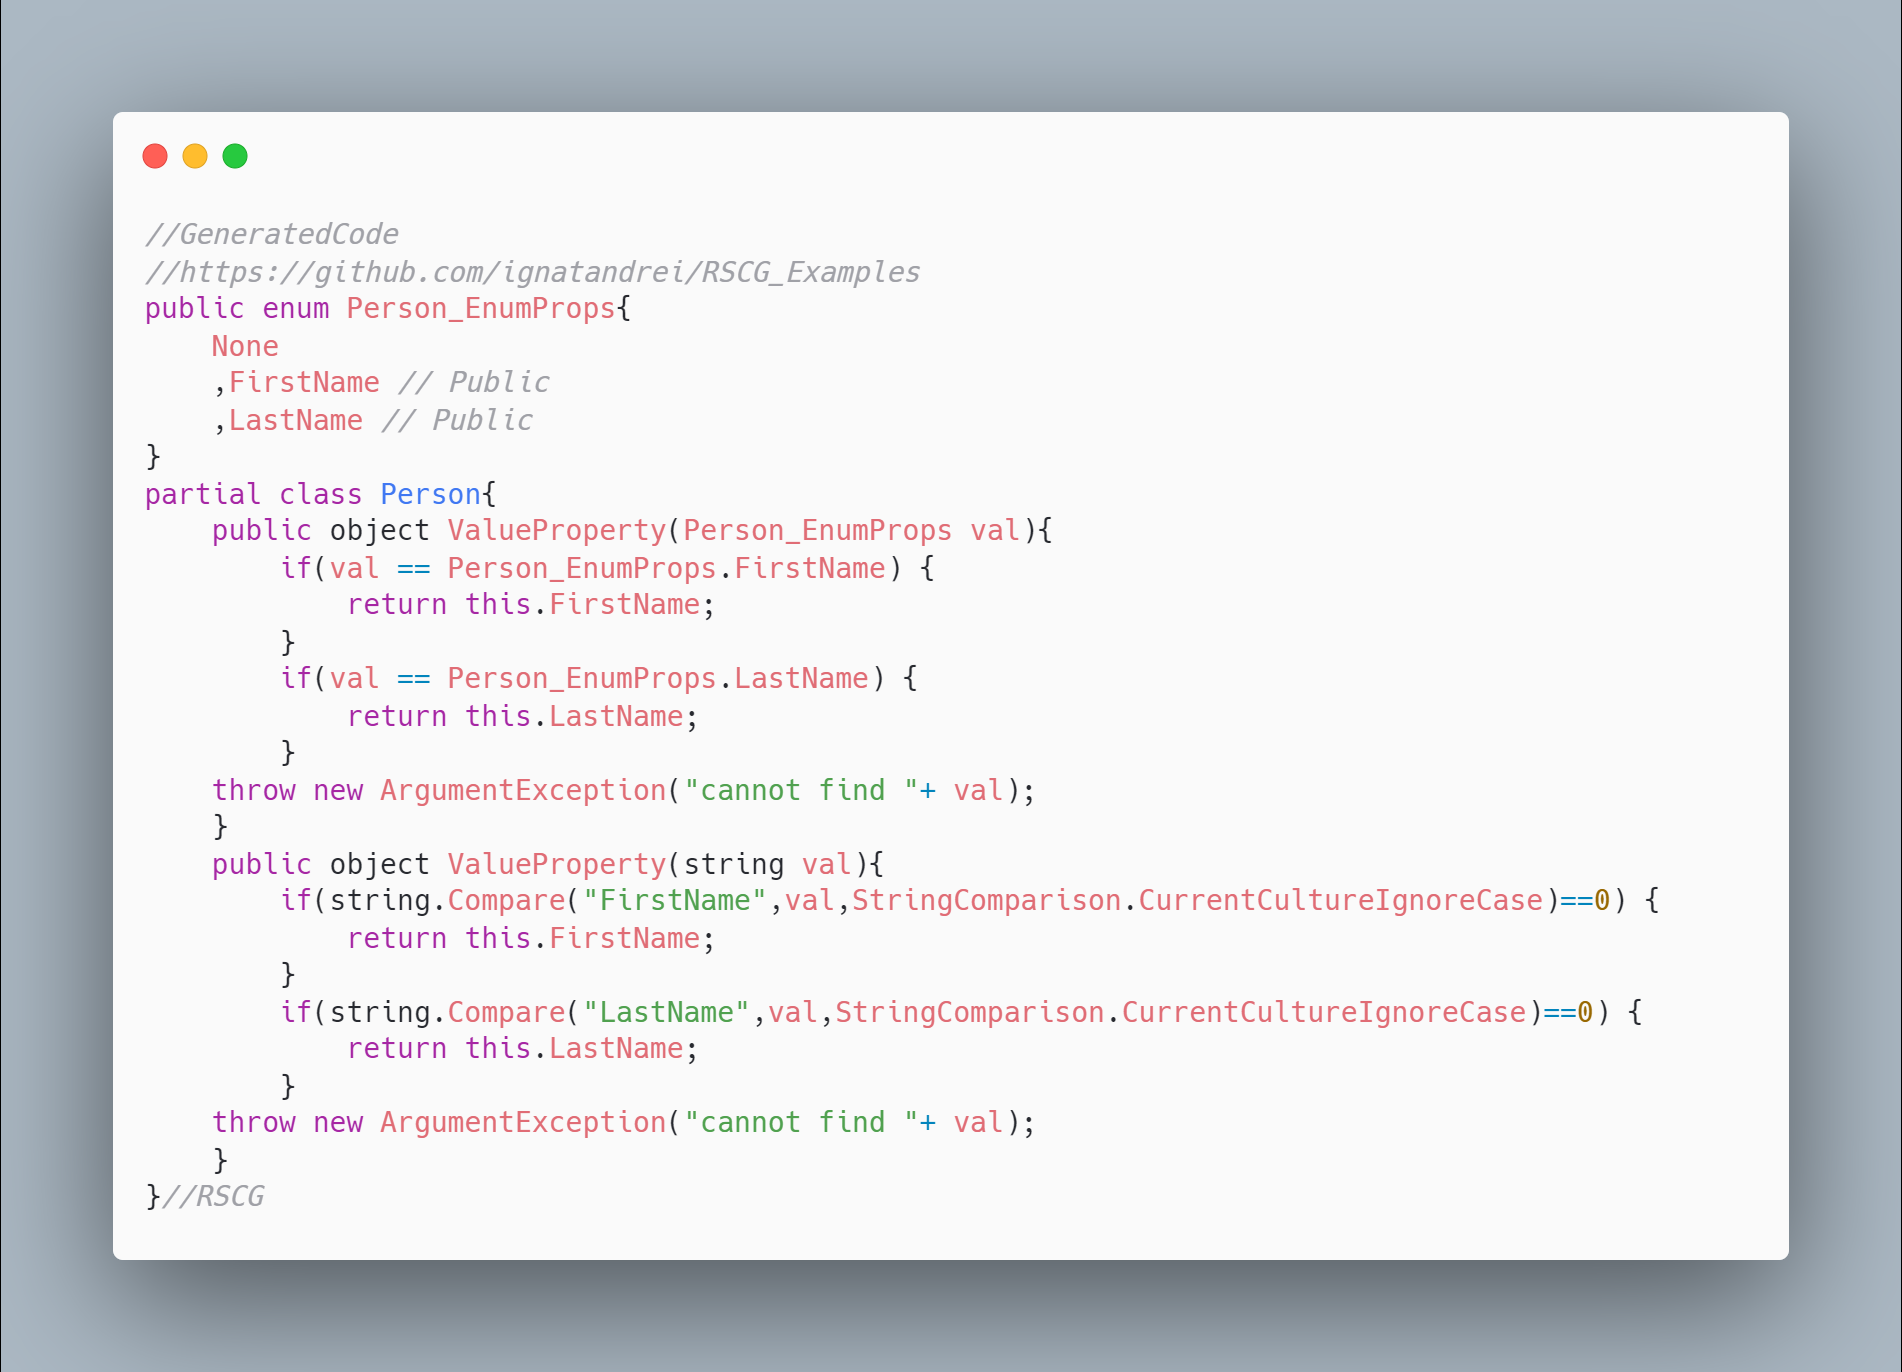 //GeneratedCode
//https://github.com/ignatandrei/RSCG_Examples
public enum Person_EnumProps{
    None
    ,FirstName // Public
    ,LastName // Public
}
partial class Person{
    public object ValueProperty(Person_EnumProps val){
        if(val == Person_EnumProps.FirstName) {
            return this.FirstName;
        }
        if(val == Person_EnumProps.LastName) {
            return this.LastName;
        }
    throw new ArgumentException("cannot find "+ val);
    }
    public object ValueProperty(string val){
        if(string.Compare("FirstName",val,StringComparison.CurrentCultureIgnoreCase)==0) {
            return this.FirstName;
        }
        if(string.Compare("LastName",val,StringComparison.CurrentCultureIgnoreCase)==0) {
            return this.LastName;
        }
    throw new ArgumentException("cannot find "+ val);
    }
}//RSCG